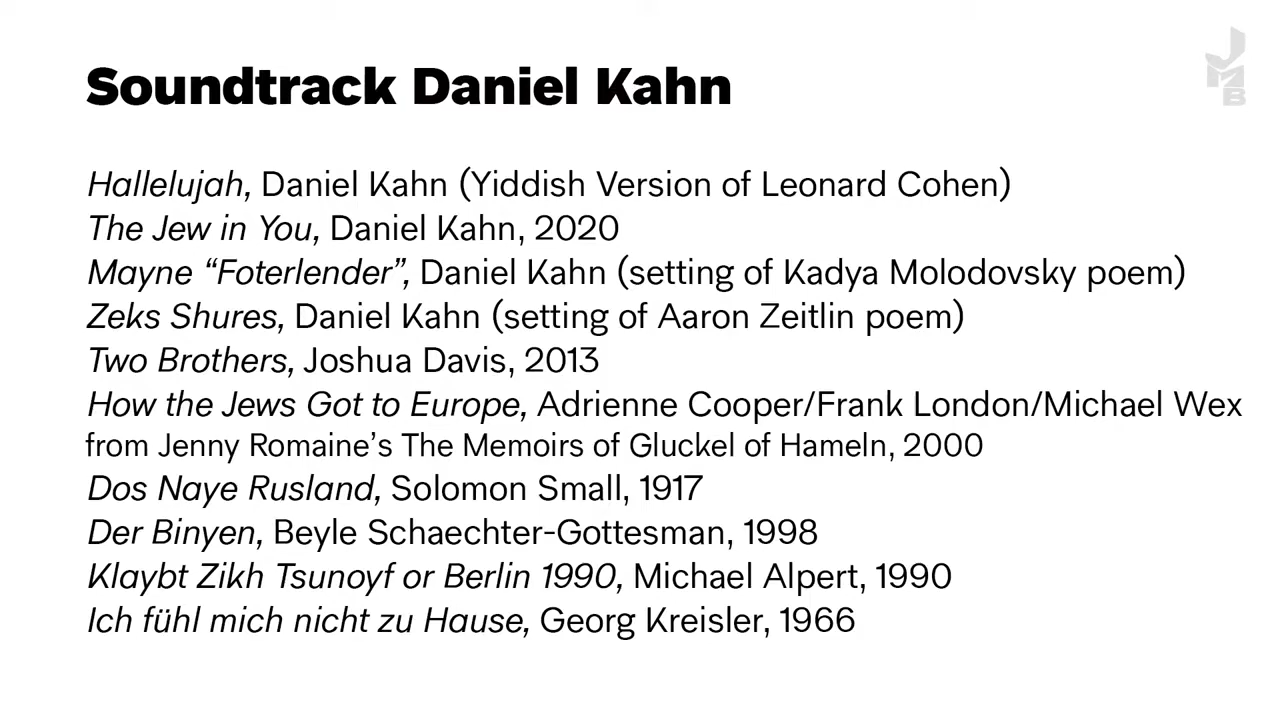 Soundtrack Daniel Kahn
JMB
Hallelujah, Daniel Kahn (Yiddish Version of Leonard Cohen)
The Jew in You, Daniel Kahn, 2020
Mayne “Foterlender”, Daniel Kahn (setting of Kadya Molodovsky poem)
Zeks Shures, Daniel Kahn (setting of Aaron Zeitlin poem)
Two Brothers, Joshua Davis, 2013
How the Jews Got to Europe, Adrienne Cooper/Frank London/Michael Wex
from Jenny Romaine’s The Memoirs of Gluckel of Hameln, 2000
Dos Naye Rusland, Solomon Small, 1917
Der Binyen, Beyle Schaechter-Gottesman, 1998
Klaybt Zikh Tsunoyf or Berlin 1990, Michael Alpert, 1990
Ich fühl mich nicht zu Hause, Georg Kreisler, 1966